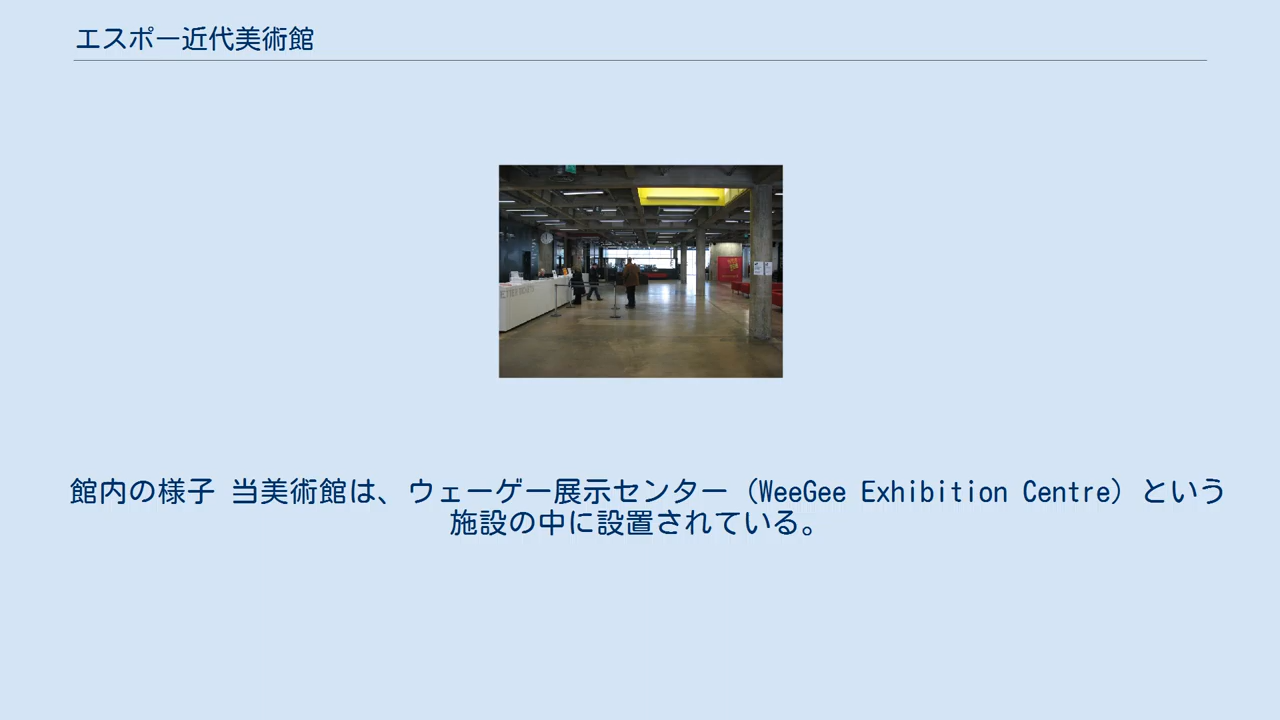 エスポー近代美術館
館内の様子 当美術館は、ウェーゲー展示センター（WeeGee Exhibition Centre）という
施設の中に設置されている。